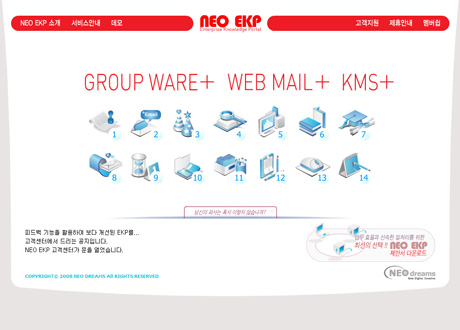 NEO EKP 소개 서비스안내 데모
NEO EKP
Enterprise Knowledge Portal
고객지원 제휴안내 멤버쉽
GROUP WARE+ WEB MAIL+ KMS+
Email
1 2 3 4 5 6 7
8 9 10 11 12 13 14
당신의 회사는 혹시 이렇지 않습니까?
피드백 기능을 활용하여 보다 개선된 EKP를...
고객센터에서 드리는 공지입니다.
NEO EKP 고객센터가 문을 열었습니다.
업무 효율과 신속한 일처리를 위한
최선의 선택!! NEO EKP
제안서 다운로드
COPYRIGHT© 2008 NEO DREAMS All RIGHTS RESERVED
NEOdreams